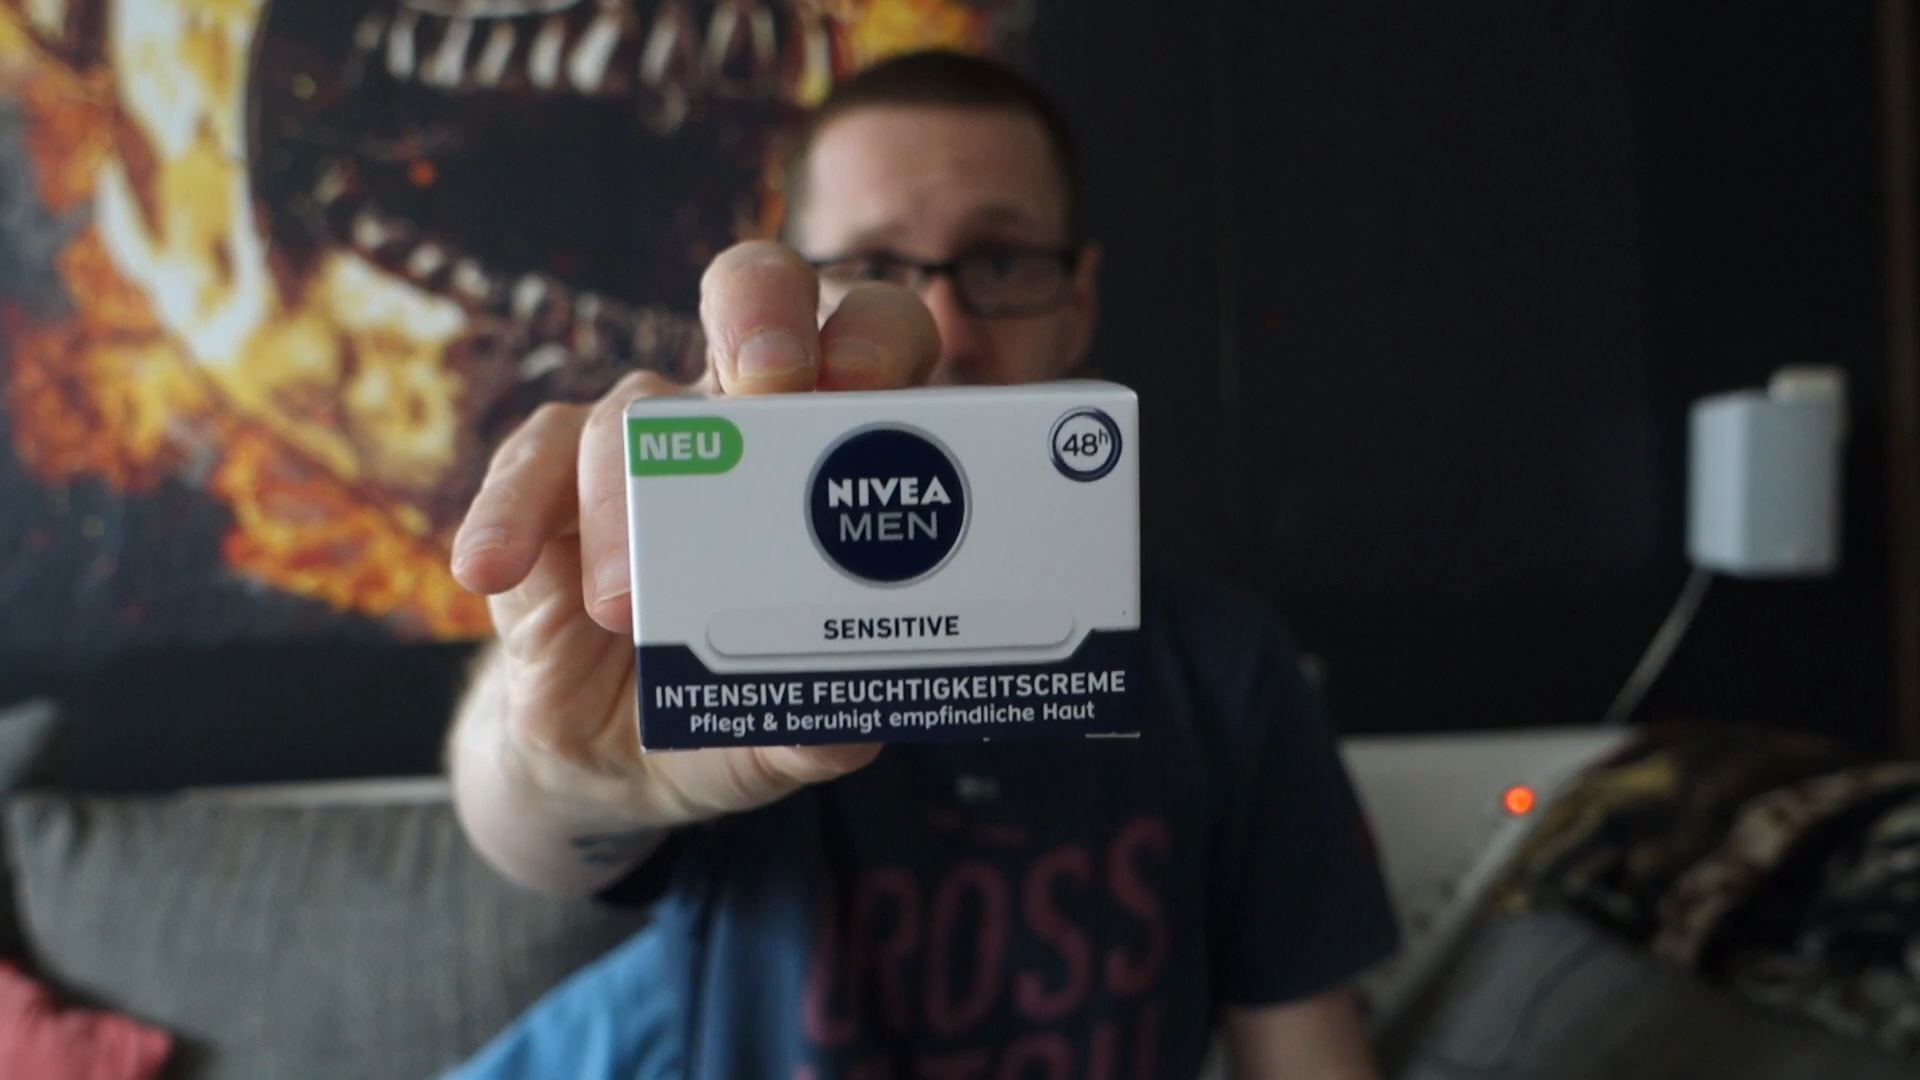 NEU
48h
NIVEA
MEN
SENSITIVE
INTENSIVE FEUCHTIGKEITSCREME
Pflegt & beruhigt empfindliche Haut